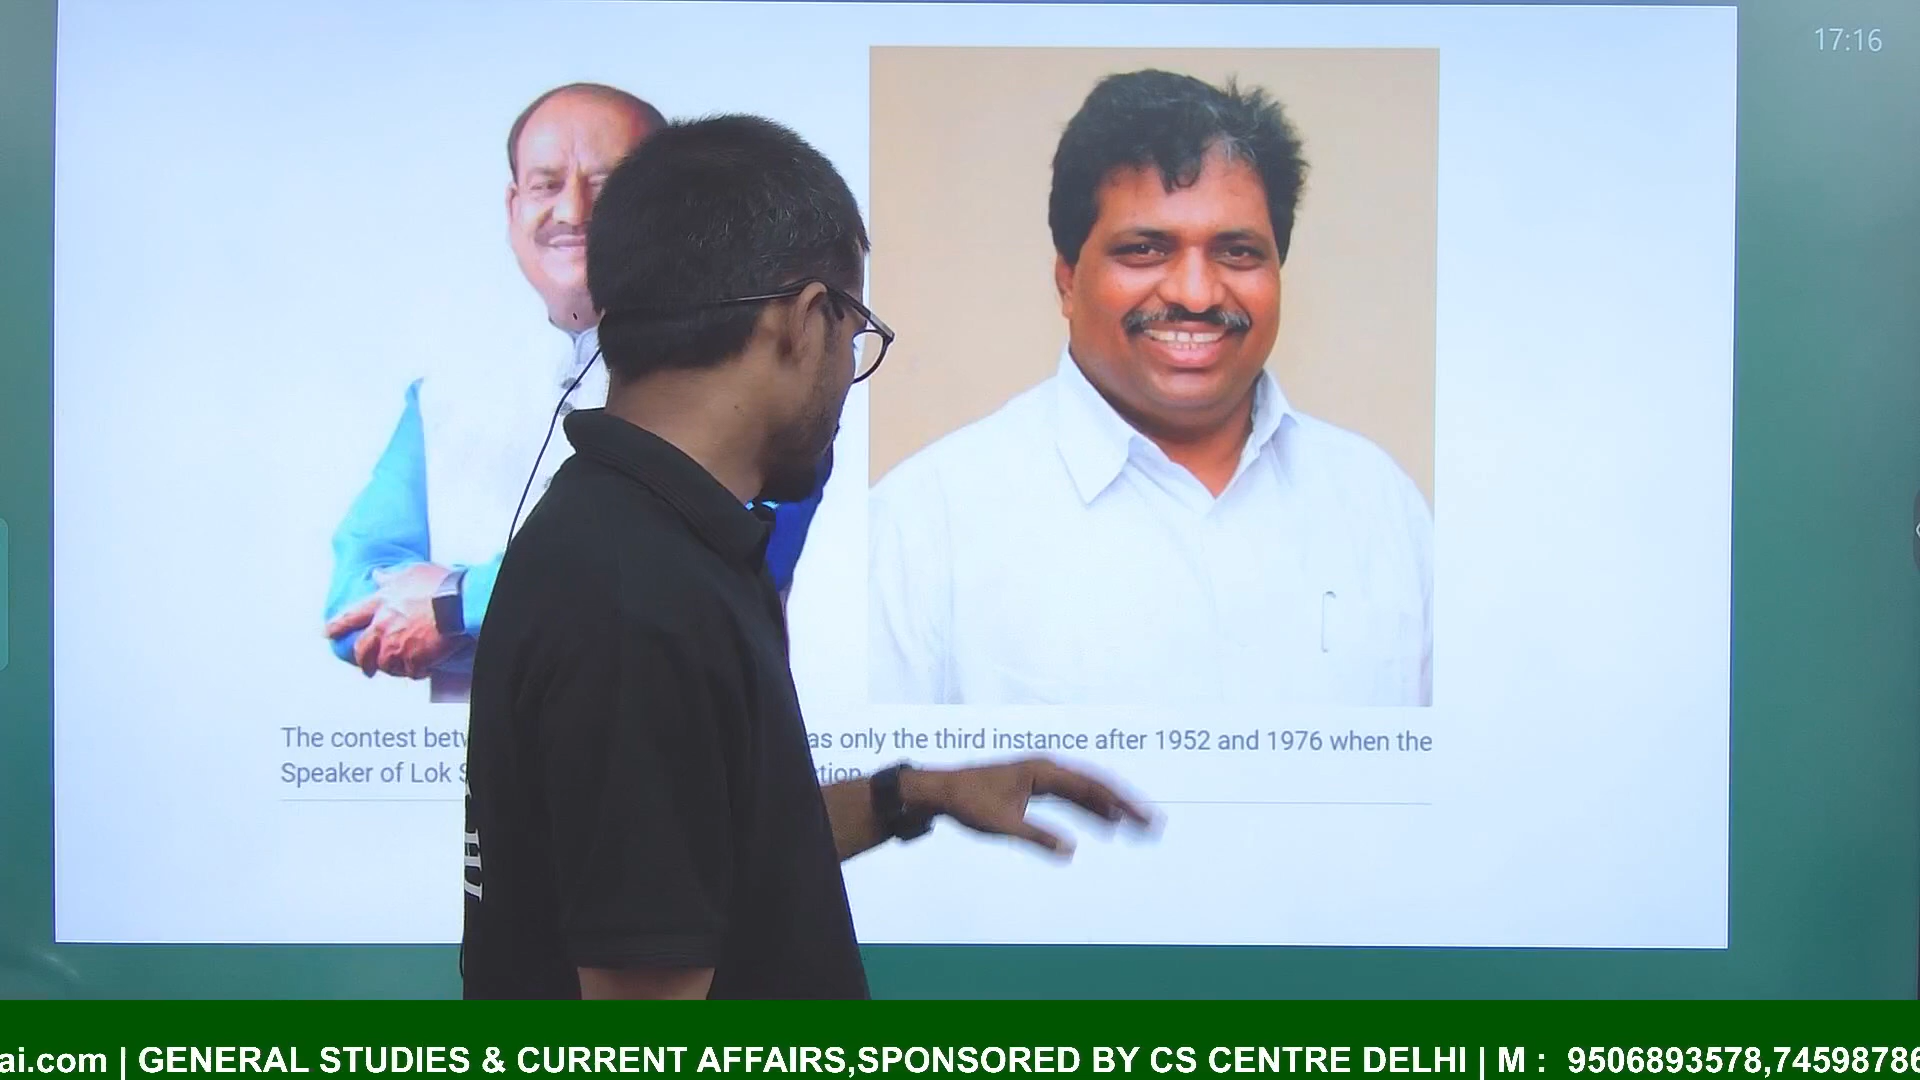 17:16
The contest as only the third instance after 1952 and 1976 when the
Speaker of Lok
ai.com | GENERAL STUDIES & CURRENT AFFAIRS,SPONSORED BY CS CENTRE DELHI | M : 9506893578,74598786